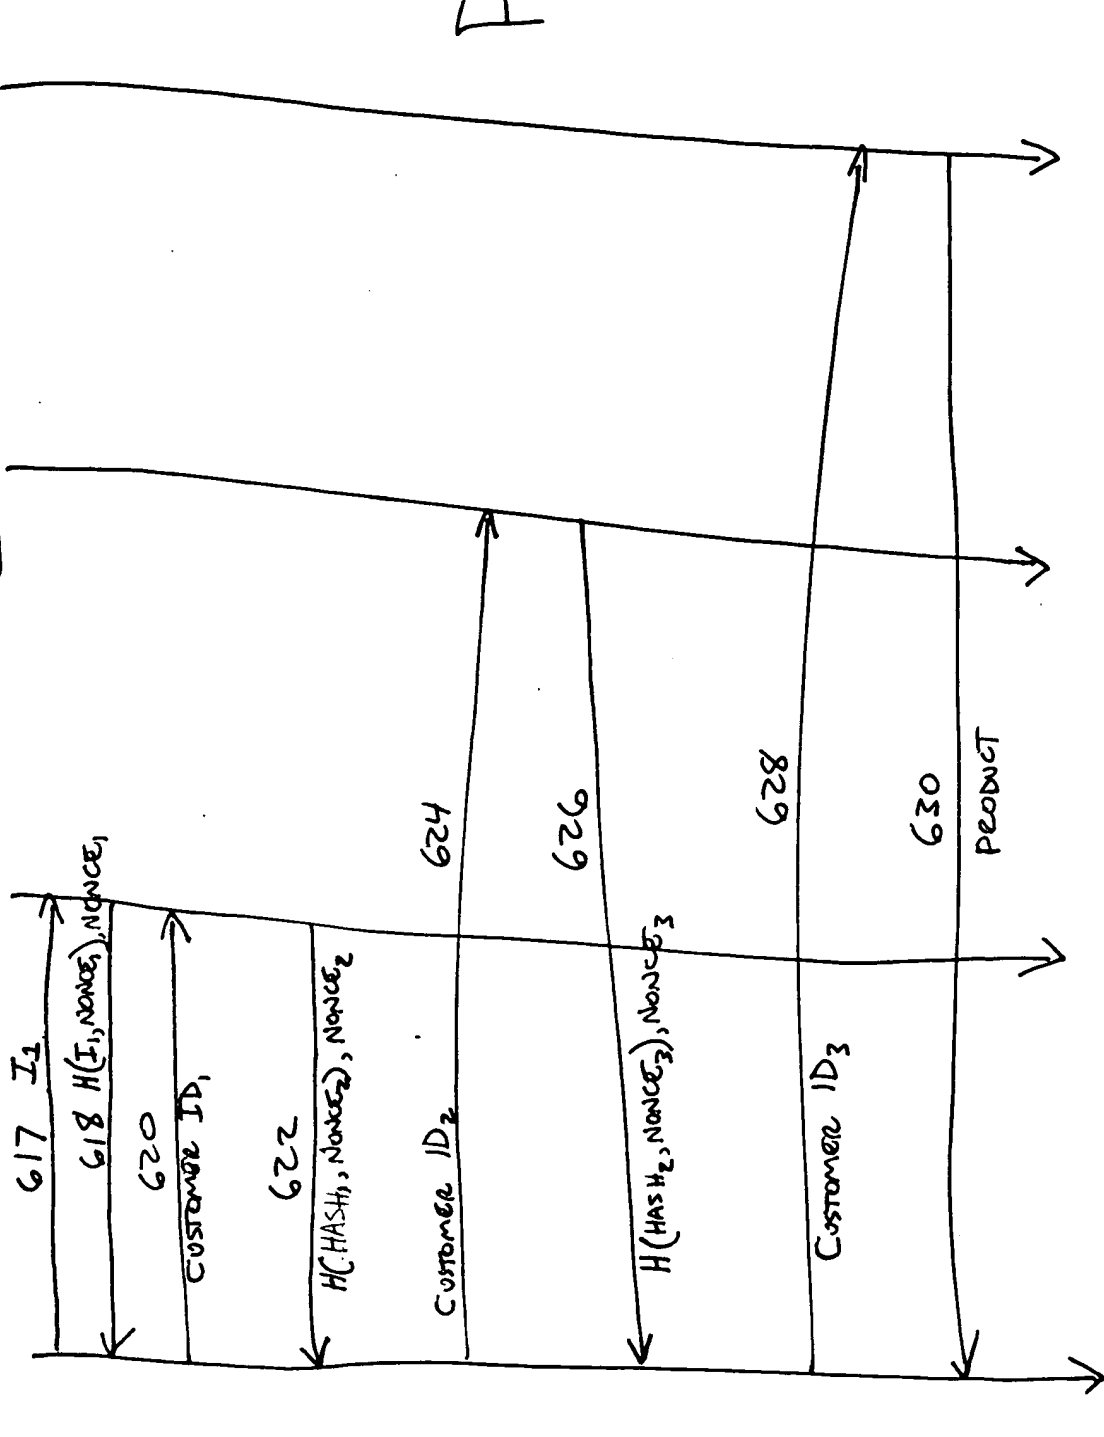 617 I₁
618 H(I₁,NONCE₁),NONCE₁
620
CUSTOMER ID₁
622
H(HASH₁,NONCE₂),NONCE₂
624
CUSTOMER ID₂
626
H(HASH₂,NONCE₃),NONCE₃
628
CUSTOMER ID₃
630
PRODUCT